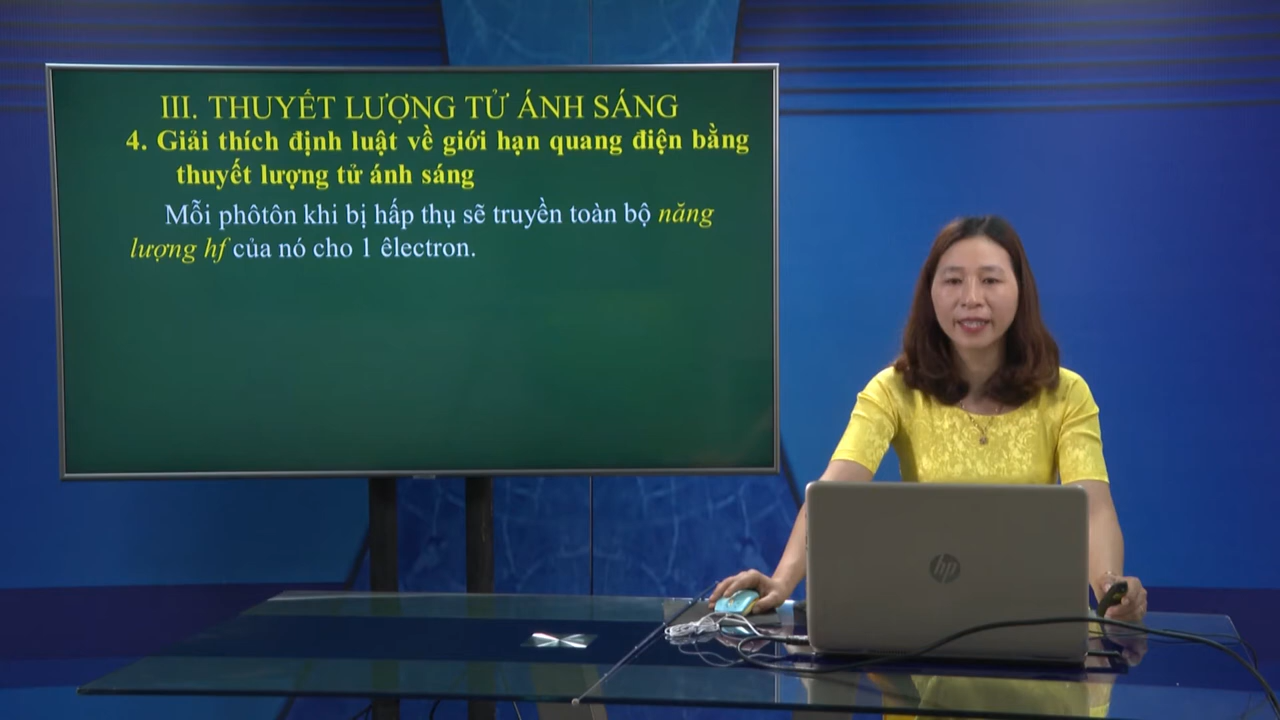 III. THUYẾT LƯỢNG TỬ ÁNH SÁNG
4. Giải thích định luật về giới hạn quang điện bằng
thuyết lượng tử ánh sáng
Mỗi phôtôn khi bị hấp thụ sẽ truyền toàn bộ năng
lượng hf của nó cho 1 êlectron.
hp